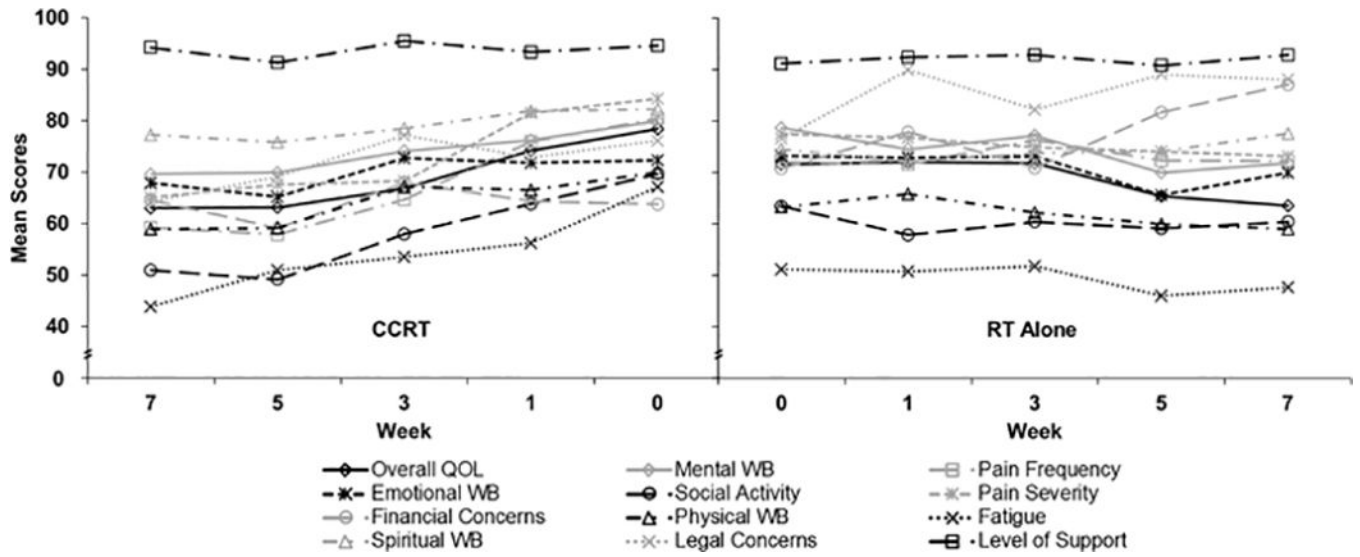 100
90
80
70
60
50
40
0
Mean Scores
CCRT
RT Alone
7 5 3 1 0 0 1 3 5 7
Week Week
Overall QOL Mental WB Pain Frequency
Emotional WB Social Activity Pain Severity
Financial Concerns Physical WB Fatigue
Spiritual WB Legal Concerns Level of Support